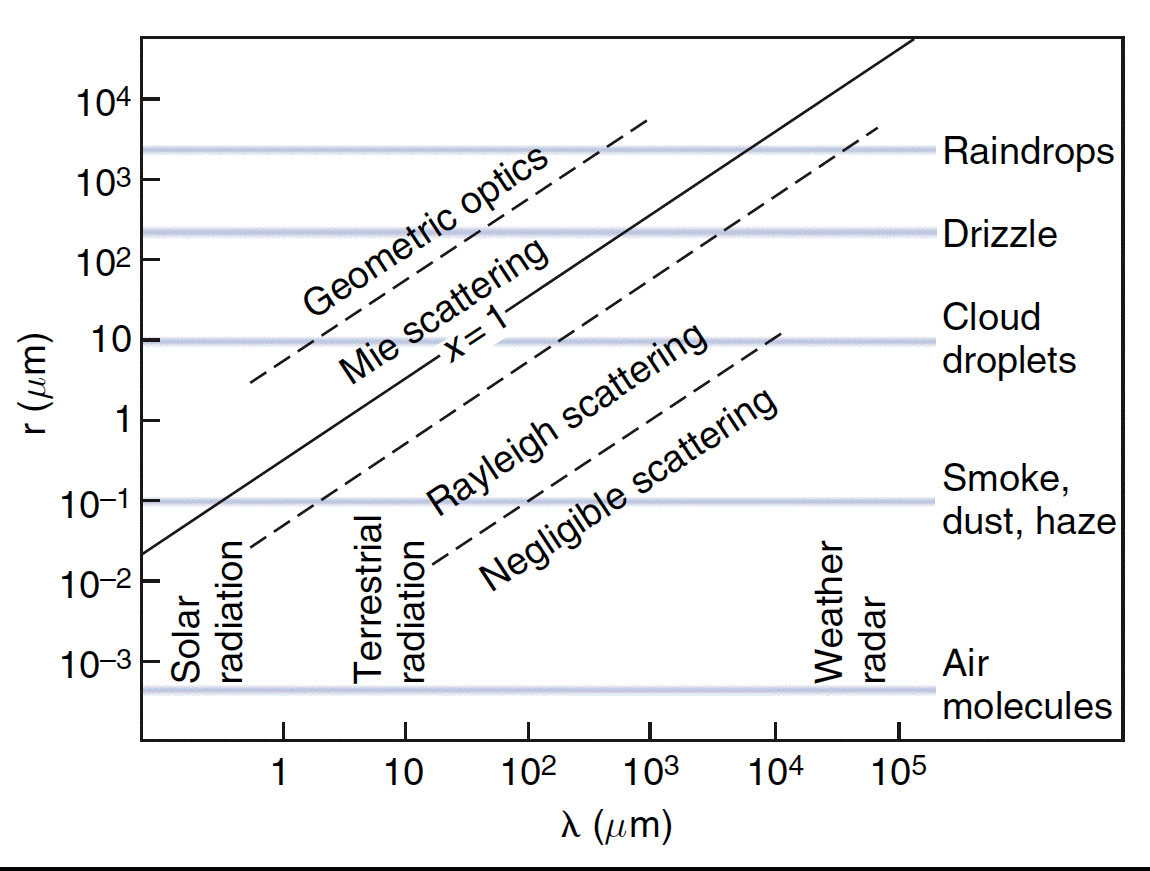 10⁴
10³
10²
10
1
10⁻¹
10⁻²
10⁻³
r (μm)
Geometric optics
Mie scattering
x = 1
Rayleigh scattering
Negligible scattering
Solar
radiation
Terrestrial
radiation
Weather
radar
Raindrops
Drizzle
Cloud
droplets
Smoke,
dust, haze
Air
molecules
1 10 10² 10³ 10⁴ 10⁵
λ (μm)